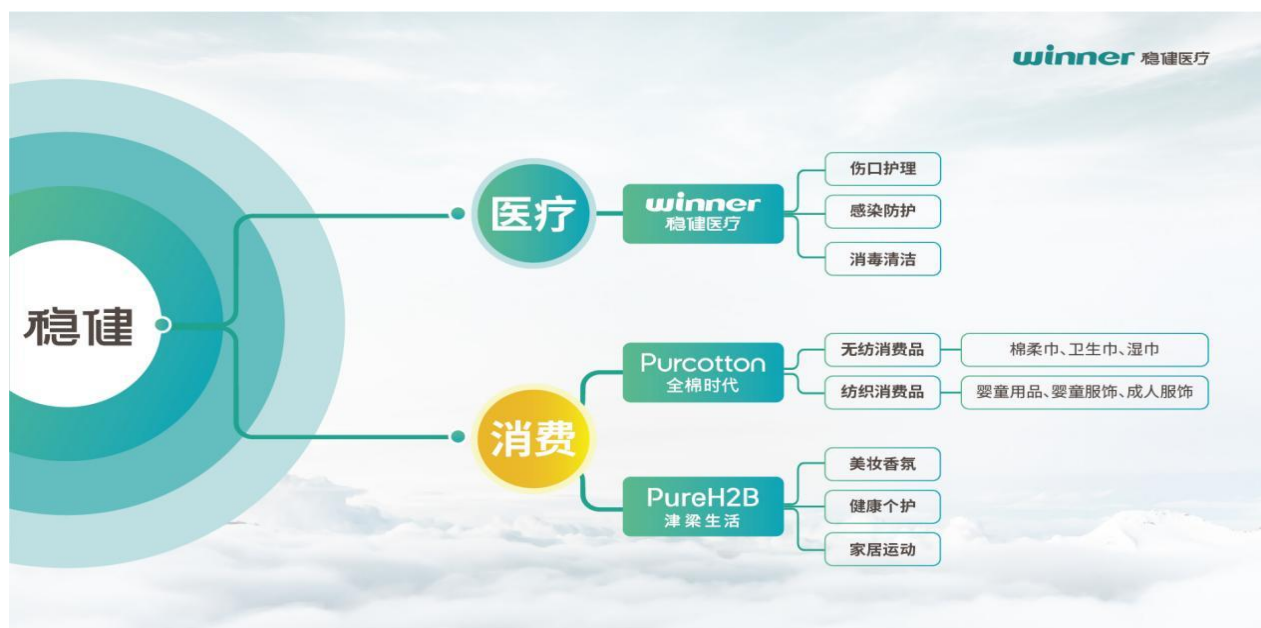 winner 稳健医疗
稳健
医疗
winner
稳健医疗
伤口护理
感染防护
消毒清洁
消费
Purcotton
全棉时代
无纺消费品
棉柔巾、卫生巾、湿巾
纺织消费品
婴童用品、婴童服饰、成人服饰
PureH2B
津梁生活
美妆香氛
健康个护
家居运动